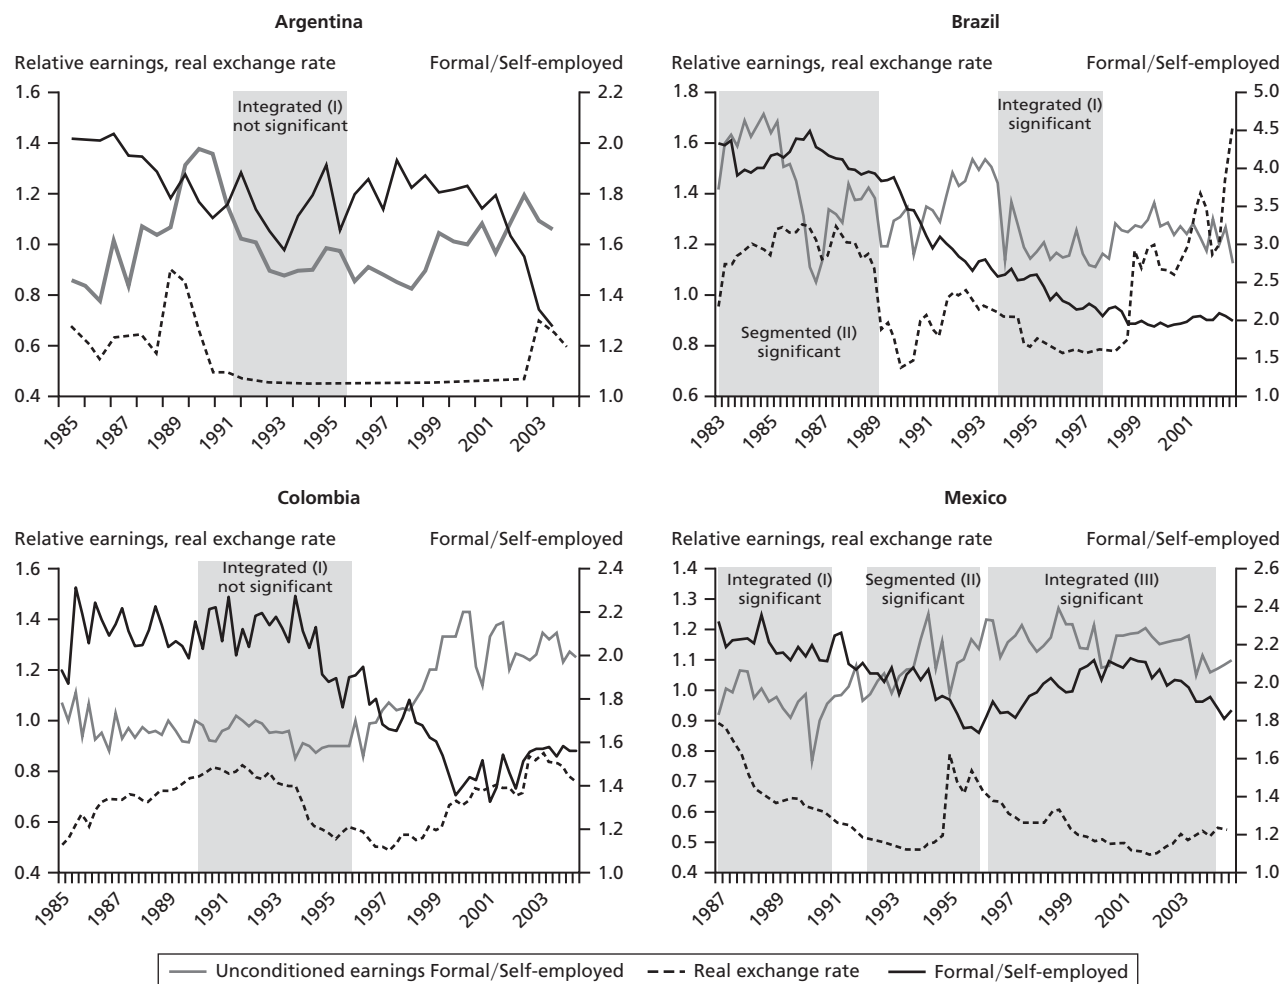 Argentina
Relative earnings, real exchange rate Formal/Self-employed
1.6 2.2
1.4 2.0
1.2 1.8
1.0 1.6
0.8 1.4
0.6 1.2
0.4 1.0
Integrated (I)
not significant
1985 1987 1989 1991 1993 1995 1997 1999 2001 2003
Brazil
Relative earnings, real exchange rate Formal/Self-employed
1.8 5.0
4.5
1.6 4.0
1.4 3.5
1.2 3.0
1.0 2.5
2.0
0.8 1.5
0.6 1.0
Integrated (I)
significant
Segmented (II)
significant
1983 1985 1987 1989 1991 1993 1995 1997 1999 2001
Colombia
Relative earnings, real exchange rate Formal/Self-employed
1.6 2.4
1.4 2.2
2.0
1.2 1.8
1.0 1.6
0.8 1.4
0.6 1.2
0.4 1.0
Integrated (I)
not significant
1985 1987 1989 1991 1993 1995 1997 1999 2001 2003
Mexico
Relative earnings, real exchange rate Formal/Self-employed
1.4 2.6
1.3 2.4
1.2 2.2
1.1 2.0
1.0
0.9 1.8
0.8 1.6
0.7 1.4
0.6
0.5 1.2
0.4 1.0
Integrated (I)
significant
Segmented (II)
significant
Integrated (III)
significant
1987 1989 1991 1993 1995 1997 1999 2001 2003
Unconditioned earnings Formal/Self-employed Real exchange rate Formal/Self-employed